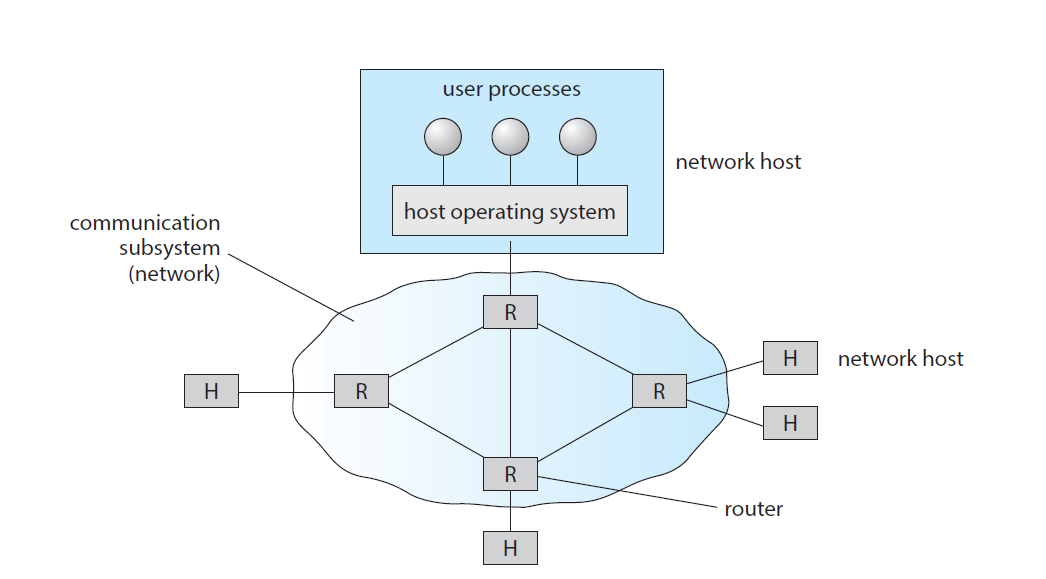 user processes
network host
host operating system
communication
subsystem
(network)
R
H
network host
H
R
R
H
R
router
H